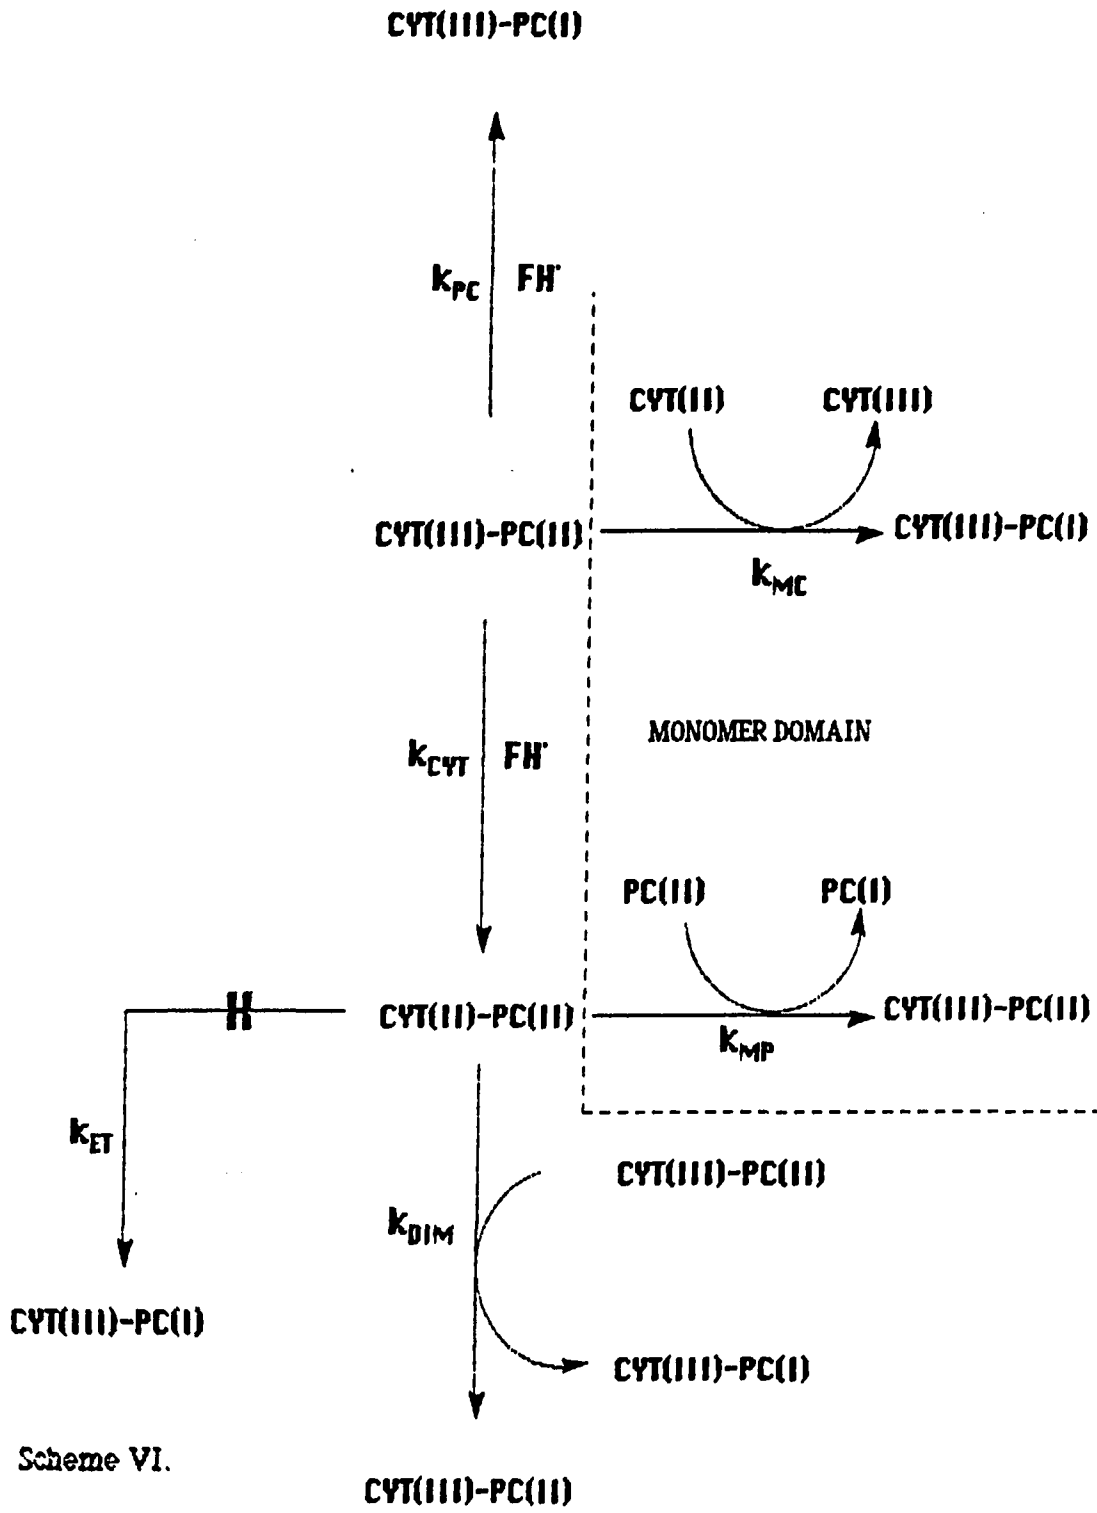 CYT(III)-PC(I)
k_PC FH·
CYT(II) CYT(III)
CYT(III)-PC(II) CYT(III)-PC(I)
k_MC
MONOMER DOMAIN
k_CYT FH·
PC(II) PC(I)
CYT(II)-PC(II) CYT(III)-PC(II)
k_MP
k_ET
CYT(III)-PC(II)
k_DIM
CYT(III)-PC(I)
CYT(III)-PC(I)
Scheme VI.
CYT(III)-PC(II)